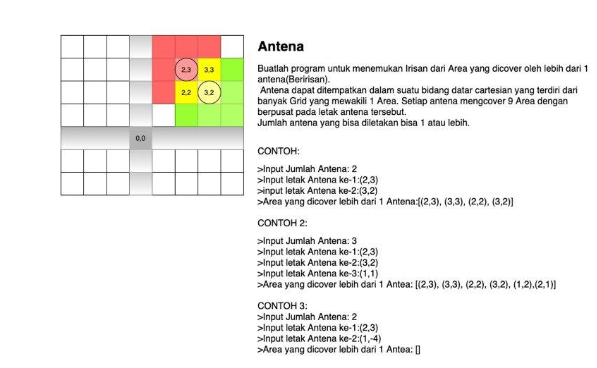 Antena
2,3
3,3
2,2
3,2
0,0
Buatlah program untuk menemukan Irisan dari Area yang dicover oleh lebih dari 1
antena(Beririsan).
Antena dapat ditempatkan dalam suatu bidang datar cartesian yang terdiri dari
banyak Grid yang mewakili 1 Area. Setiap antena mengcover 9 Area dengan
berpusat pada letak antena tersebut.
Jumlah antena yang bisa diletakan bisa 1 atau lebih.
CONTOH:
>Input Jumlah Antena: 2
>Input letak Antena ke-1:(2,3)
>input letak Antena ke-2:(3,2)
>Area yang dicover lebih dari 1 Antena:[(2,3), (3,3), (2,2), (3,2)]
CONTOH 2:
>Input Jumlah Antena: 3
>Input letak Antena ke-1:(2,3)
>Input letak Antena ke-2:(3,2)
>Input letak Antena ke-3:(1,1)
>Area yang dicover lebih dari 1 Antea: [(2,3), (3,3), (2,2), (3,2), (1,2),(2,1)]
CONTOH 3:
>Input Jumlah Antena: 2
>Input letak Antena ke-1:(2,3)
>Input letak Antena ke-2:(1,-4)
>Area yang dicover lebih dari 1 Antea: []